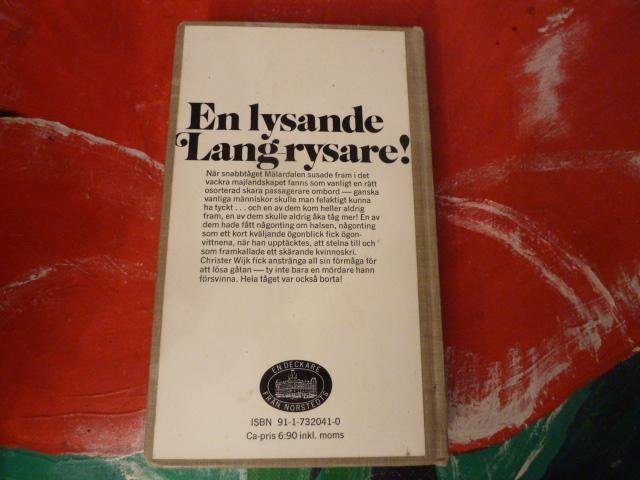 En lysande
Lang-rysare!
När snabbtåget Mälardalen susade fram i det
vackra majlandskapet fanns som vanligt en rätt
osorterad skara passagerare ombord — ganska
vanliga människor skulle man felaktigt kunna
ha tyckt . . . och en av dem kom heller aldrig
fram, en av dem skulle aldrig åka tåg mer! En av
dem hade fått någonting om halsen, någonting
som ett kort kväljande ögonblick fick ögon-
vittnena, när han upptäcktes, att stelna till och
som framkallade ett skärande kvinnoskri.
Christer Wijk fick anstränga all sin förmåga för
att lösa gåtan — ty inte bara en mördare hann
försvinna. Hela tåget var också borta!
EN DECKARE
FRÅN NORSTEDTS
ISBN 91-1-732041-0
Ca-pris 6:90 inkl. moms